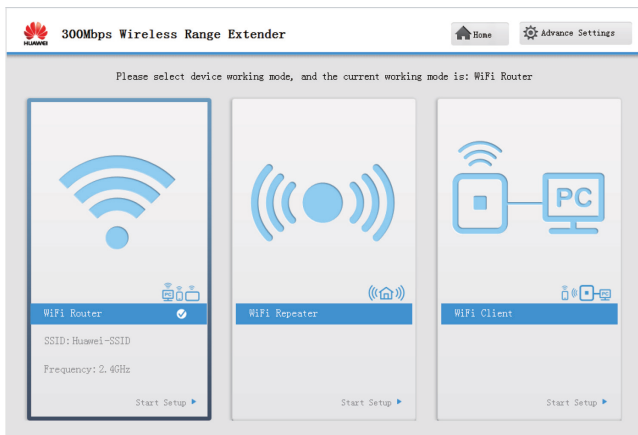 HUAWEI
300Mbps Wireless Range Extender
Home
Advance Settings
Please select device working mode, and the current working mode is: WiFi Router
PC
PC
PC
WiFi Router
SSID: Huawei-SSID
Frequency: 2.4GHz
Start Setup
WiFi Repeater
Start Setup
WiFi Client
Start Setup